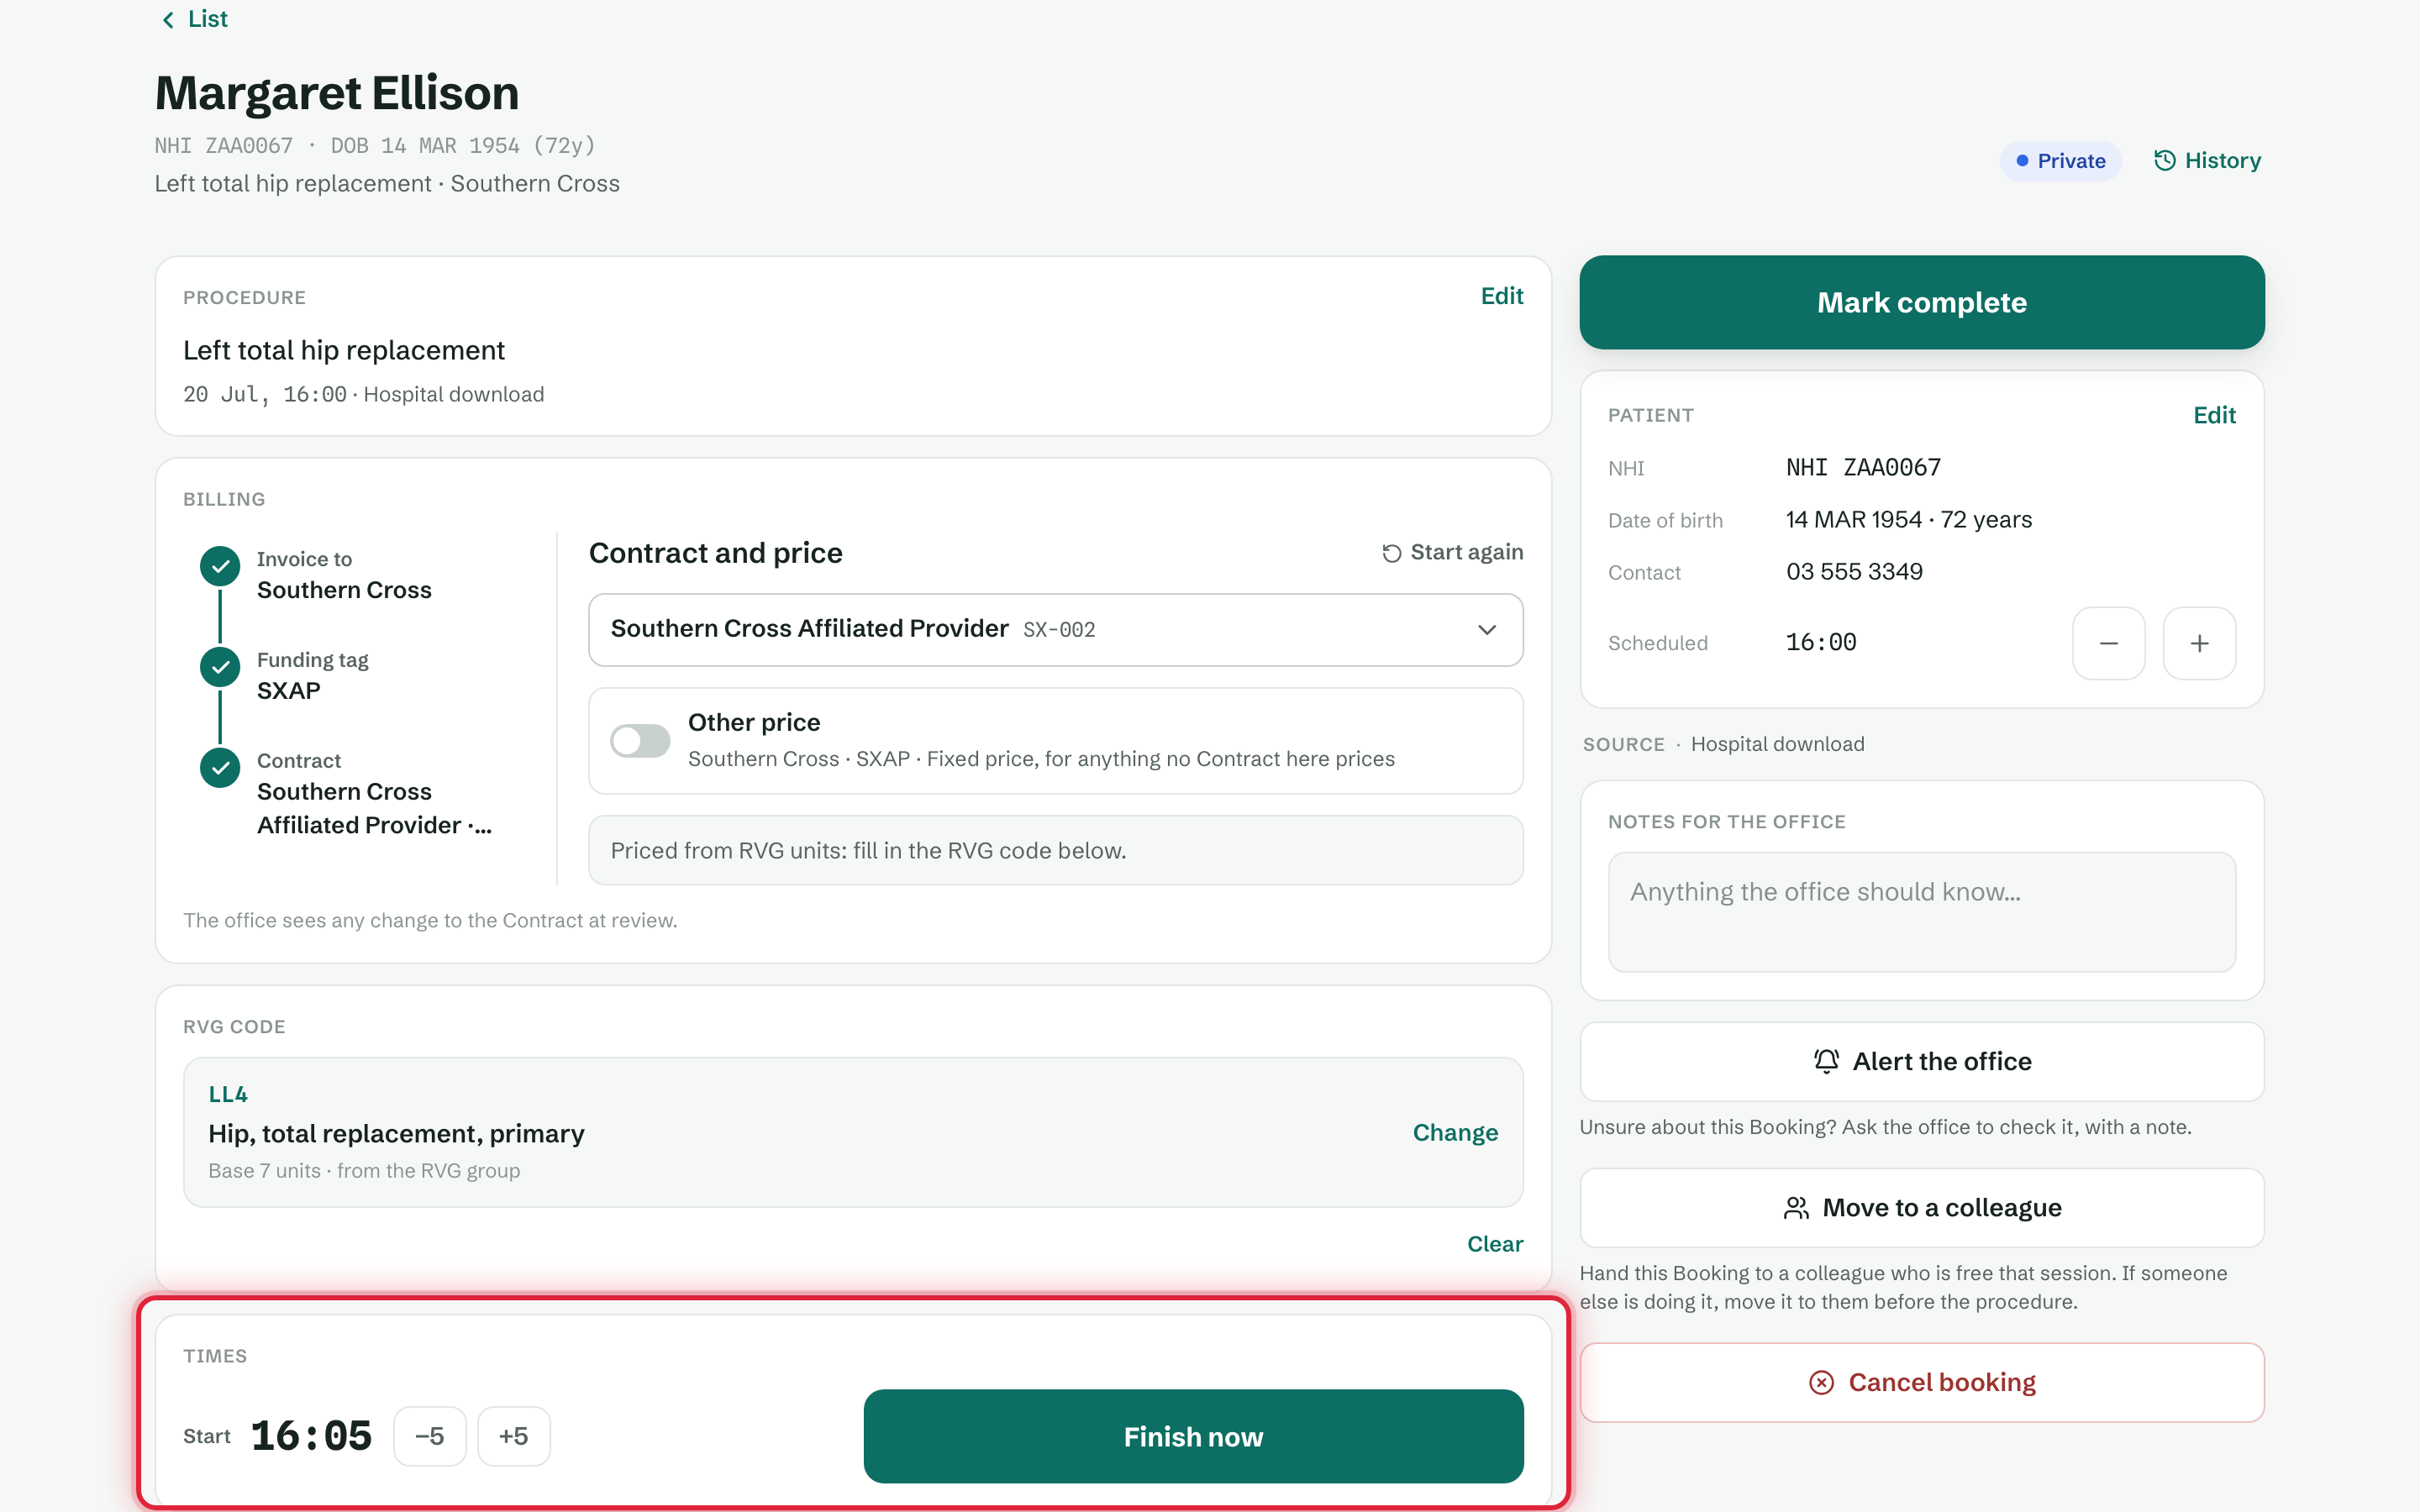 List
Margaret Ellison
NHI ZAA0067 · DOB 14 MAR 1954 (72y)
Left total hip replacement · Southern Cross
Private
History
PROCEDURE
Edit
Left total hip replacement
20 Jul, 16:00 · Hospital download
BILLING
Invoice to
Southern Cross
Funding tag
SXAP
Contract
Southern Cross
Affiliated Provider ·...
Contract and price
Start again
Southern Cross Affiliated Provider SX-002
Other price
Southern Cross · SXAP · Fixed price, for anything no Contract here prices
Priced from RVG units: fill in the RVG code below.
The office sees any change to the Contract at review.
RVG CODE
LL4
Hip, total replacement, primary
Change
Base 7 units · from the RVG group
Clear
TIMES
Start 16:05 −5 +5
Finish now
Mark complete
PATIENT
Edit
NHI NHI ZAA0067
Date of birth 14 MAR 1954 · 72 years
Contact 03 555 3349
Scheduled 16:00 − +
SOURCE · Hospital download
NOTES FOR THE OFFICE
Anything the office should know...
Alert the office
Unsure about this Booking? Ask the office to check it, with a note.
Move to a colleague
Hand this Booking to a colleague who is free that session. If someone
else is doing it, move it to them before the procedure.
Cancel booking